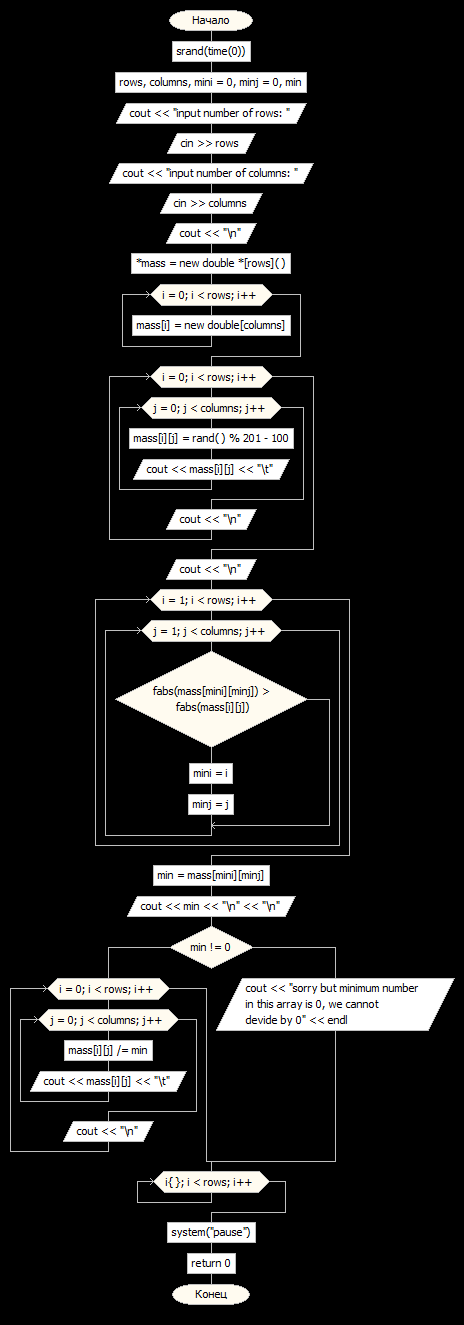 Начало
srand(time(0))
rows, columns, mini = 0, minj = 0, min
cout << "input number of rows: "
cin >> rows
cout << "input number of columns: "
cin >> columns
cout << "\n"
*mass = new double *[rows]()
i = 0; i < rows; i++
mass[i] = new double[columns]
i = 0; i < rows; i++
j = 0; j < columns; j++
mass[i][j] = rand() % 201 - 100
cout << mass[i][j] << "\t"
cout << "\n"
cout << "\n"
i = 1; i < rows; i++
j = 1; j < columns; j++
fabs(mass[mini][minj]) >
fabs(mass[i][j])
mini = i
minj = j
min = mass[mini][minj]
cout << min << "\n" << "\n"
min != 0
i = 0; i < rows; i++
j = 0; j < columns; j++
mass[i][j] /= min
cout << mass[i][j] << "\t"
cout << "\n"
cout << "sorry but minimum number
in this array is 0, we cannot
devide by 0" << endl
i{ }; i < rows; i++
system("pause")
return 0
Конец